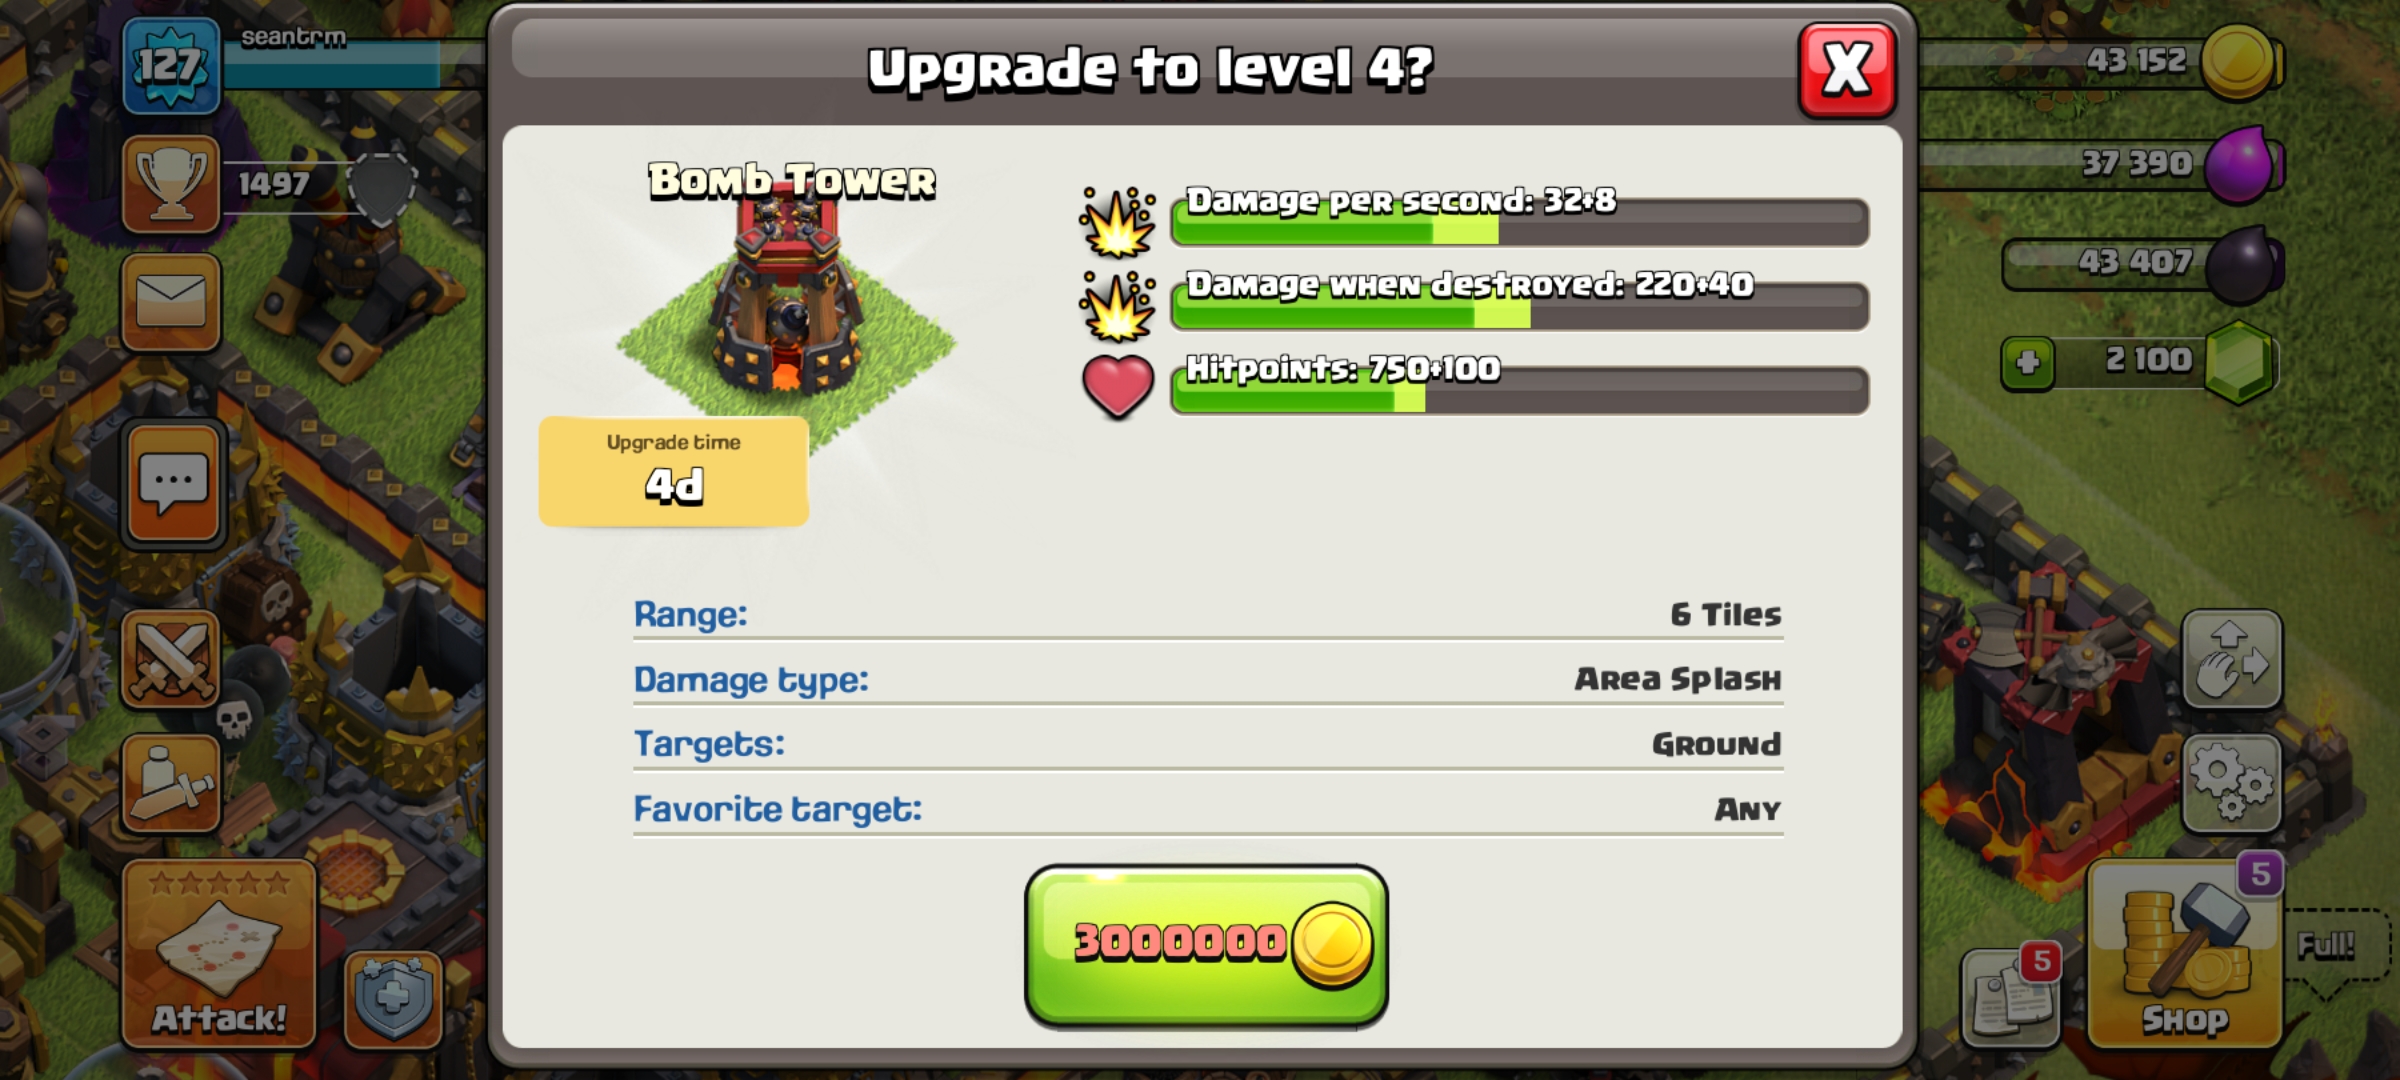 127
seantrm
1497
Upgrade to level 4?
X
43 152
37 390
43 407
2 100
Bomb Tower
Damage per second: 32+8
Damage when destroyed: 220+40
Hitpoints: 750+100
Upgrade time
4d
Range: 6 Tiles
Damage type: Area Splash
Targets: Ground
Favorite target: Any
3000000
Attack!
5
5
Shop
Full!